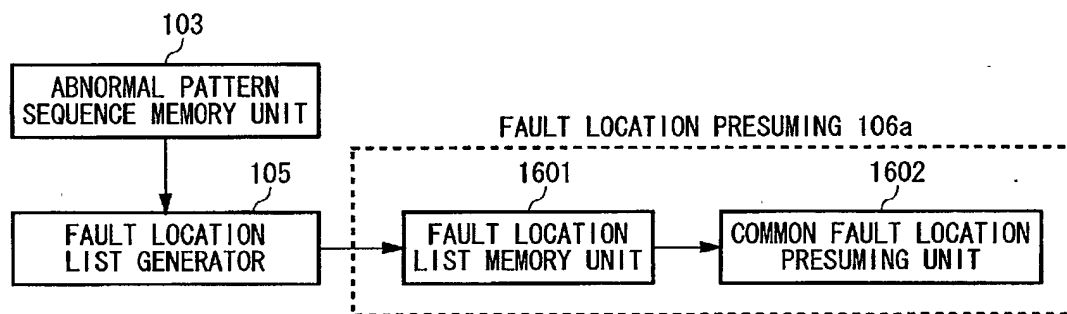 103
ABNORMAL PATTERN
SEQUENCE MEMORY UNIT
FAULT LOCATION PRESUMING 106a
105
FAULT LOCATION
LIST GENERATOR
1601
FAULT LOCATION
LIST MEMORY UNIT
1602
COMMON FAULT LOCATION
PRESUMING UNIT